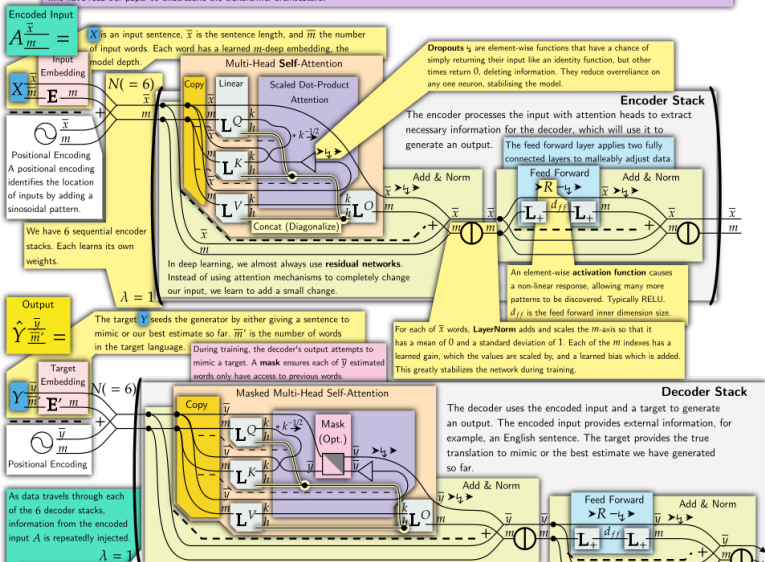 Encoded Input
A x̄ m =
X is an input sentence, x̄ is the sentence length, and m̄ the number
of input words. Each word has a learned m-deep embedding, the
model depth.
Input
Embedding
X x̄ m̄ E m
N(= 6)
+
x̄
m
Positional Encoding
A positional encoding
identifies the location
of inputs by adding a
sinosoidal pattern.
We have 6 sequential encoder
stacks. Each learns its own
weights.
λ = 1
Multi-Head Self-Attention
Copy
Linear
Scaled Dot-Product
Attention
L Q k h
∗ k −1/2
L K k h
L V k h
L O
Concat (Diagonalize)
Dropouts ↯ are element-wise functions that have a chance of
simply returning their input like an identity function, but other
times return 0, deleting information. They reduce overreliance on
any one neuron, stabilising the model.
Encoder Stack
The encoder processes the input with attention heads to extract
necessary information for the decoder, which will use it to
generate an output.
The feed forward layer applies two fully
connected layers to malleably adjust data.
Add & Norm
Feed Forward
R
L+ dff L+
Add & Norm
In deep learning, we almost always use residual networks.
Instead of using attention mechanisms to completely change
our input, we learn to add a small change.
An element-wise activation function causes
a non-linear response, allowing many more
patterns to be discovered. Typically RELU.
dff is the feed forward inner dimension size.
For each of x̄ words, LayerNorm adds and scales the m-axis so that it
has a mean of 0 and a standard deviation of 1. Each of the m indexes has a
learned gain, which the values are scaled by, and a learned bias which is added.
This greatly stabilizes the network during training.
Output
Ŷ ȳ m̄′ =
The target Y seeds the generator by either giving a sentence to
mimic or our best estimate so far. m̄′ is the number of words
in the target language.
During training, the decoder's output attempts to
mimic a target. A mask ensures each of ȳ estimated
words only have access to previous words.
Target
Embedding
Y ȳ m̄′ E′ m
N(= 6)
+
ȳ
m
Positional Encoding
As data travels through each
of the 6 decoder stacks,
information from the encoded
input A is repeatedly injected.
λ = 1
Masked Multi-Head Self-Attention
Copy
L Q k h
∗ k −1/2
Mask
(Opt.)
L K k h
L V k h
L O
Decoder Stack
The decoder uses the encoded input and a target to generate
an output. The encoded input provides external information, for
example, an English sentence. The target provides the true
translation to mimic or the best estimate we have generated
so far.
Add & Norm
Feed Forward
R
L+ dff L+
Add & Norm